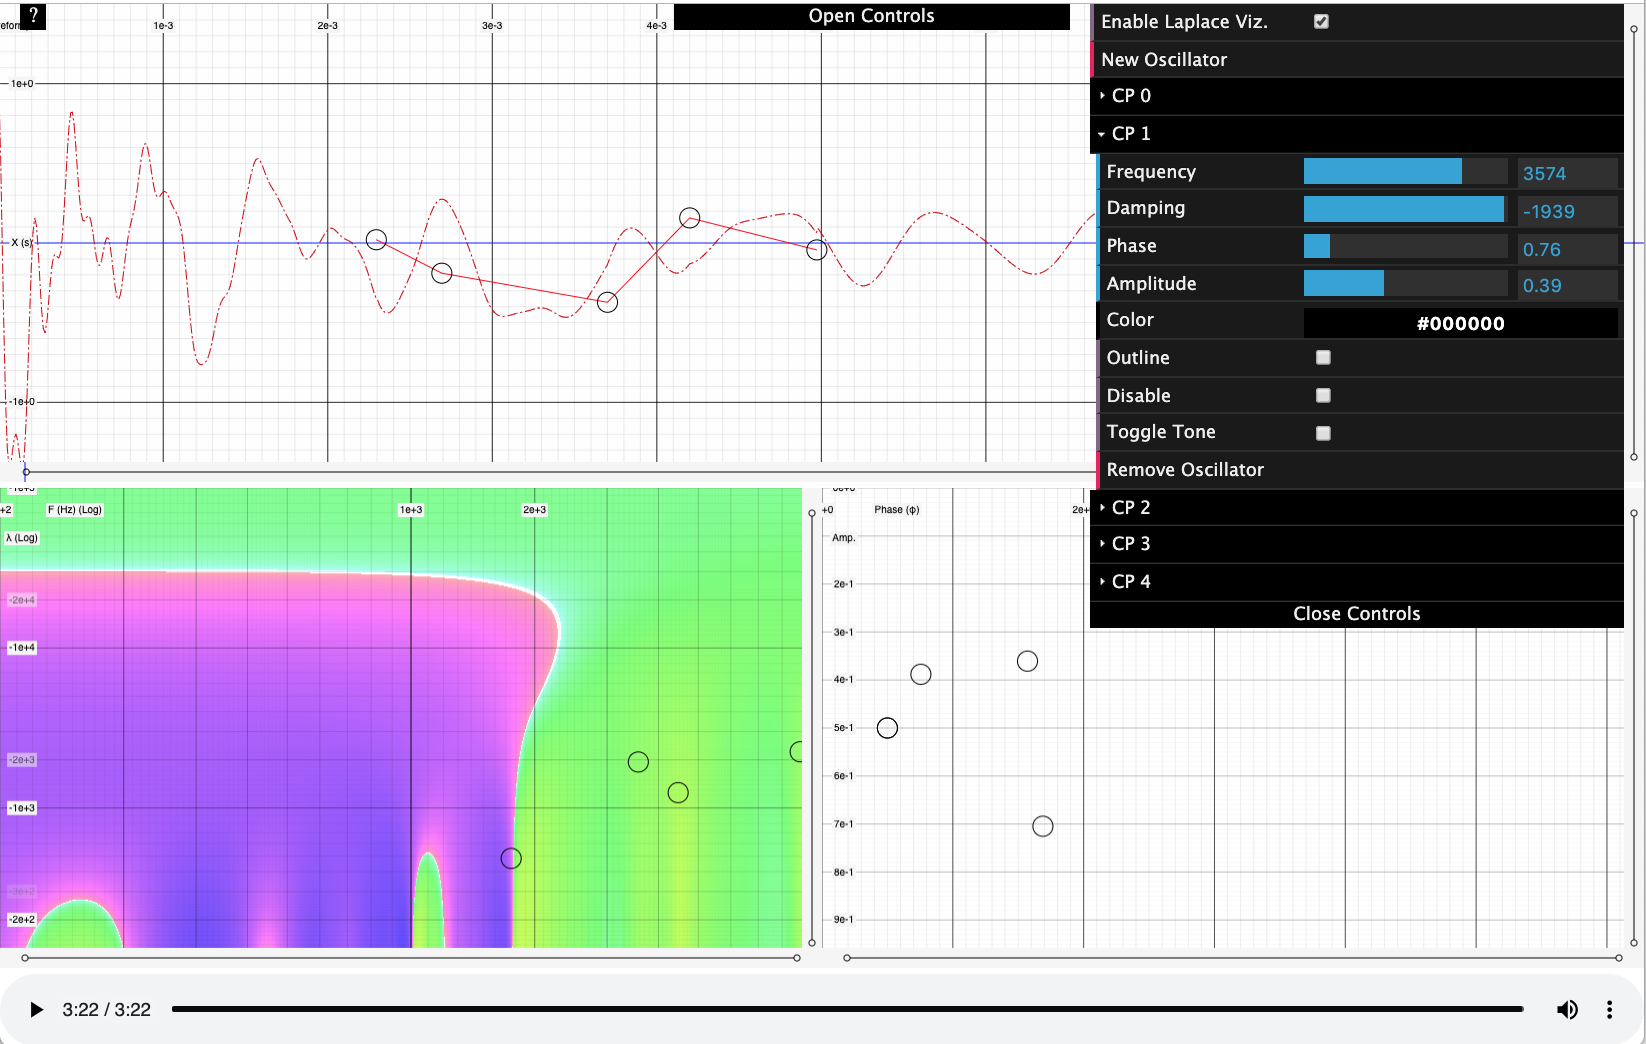 ?
1e-3
2e-3
3e-3
4e-3
Open Controls
1e+0
X (s)
-1e+0
Enable Laplace Viz.
New Oscillator
CP 0
CP 1
Frequency 3574
Damping -1939
Phase 0.76
Amplitude 0.39
Color #000000
Outline
Disable
Toggle Tone
Remove Oscillator
CP 2
CP 3
CP 4
Close Controls
+2 F (Hz) (Log) 1e+3 2e+3
λ (Log)
-2e+4
-1e+4
-2e+3
-1e+3
-3e+2
-2e+2
+0 Phase (φ) 2e+
Amp.
2e-1
3e-1
4e-1
5e-1
6e-1
7e-1
8e-1
9e-1
3:22 / 3:22